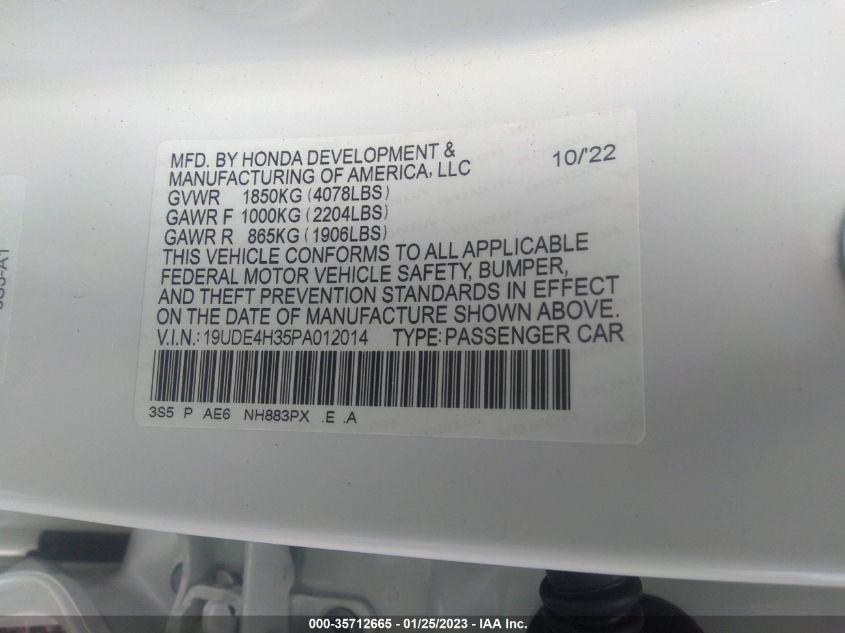 MFD. BY HONDA DEVELOPMENT &
MANUFACTURING OF AMERICA, LLC
10/'22
GVWR 1850KG (4078LBS)
GAWR F 1000KG (2204LBS)
GAWR R 865KG (1906LBS)
THIS VEHICLE CONFORMS TO ALL APPLICABLE
FEDERAL MOTOR VEHICLE SAFETY, BUMPER,
AND THEFT PREVENTION STANDARDS IN EFFECT
ON THE DATE OF MANUFACTURE SHOWN ABOVE.
V.I.N.: 19UDE4H35PA012014 TYPE: PASSENGER CAR
3S5 P AE6 NH883PX .E .A
000-35712665 - 01/25/2023 - IAA Inc.